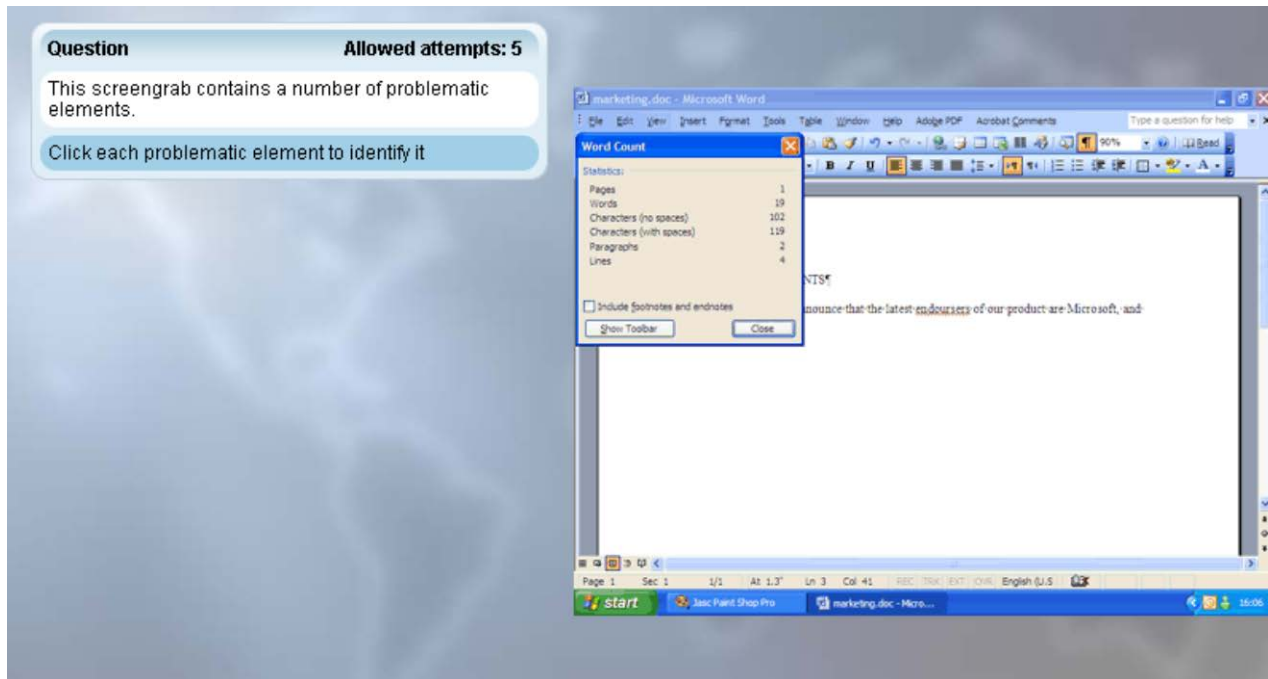 Question Allowed attempts: 5
This screengrab contains a number of problematic
elements.
Click each problematic element to identify it
marketing.doc - Microsoft Word
File Edit View Insert Format Tools Table Window Help Adobe PDF Acrobat Comments Type a question for help
Word Count
90% Read
B I U
Statistics:
Pages 1
Words 19
Characters (no spaces) 102
Characters (with spaces) 119
Paragraphs 2
Lines 4
NTS¶
Include footnotes and endnotes
nounce·that·the·latest·endoursers·of·our·product·are·Microsoft,·and·
Show Toolbar Close
Page 1 Sec 1 1/1 At 1.3" Ln 3 Col 41 REC TRK EXT OVR English (U.S
start Jasc Paint Shop Pro marketing.doc - Micro... 16:06